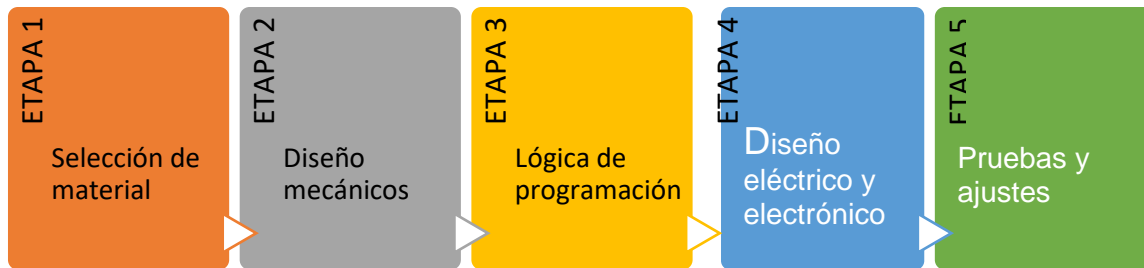 ETAPA 1
Selección de
material
ETAPA 2
Diseño
mecánicos
ETAPA 3
Lógica de
programación
ETAPA 4
Diseño
eléctrico y
electrónico
ETAPA 5
Pruebas y
ajustes